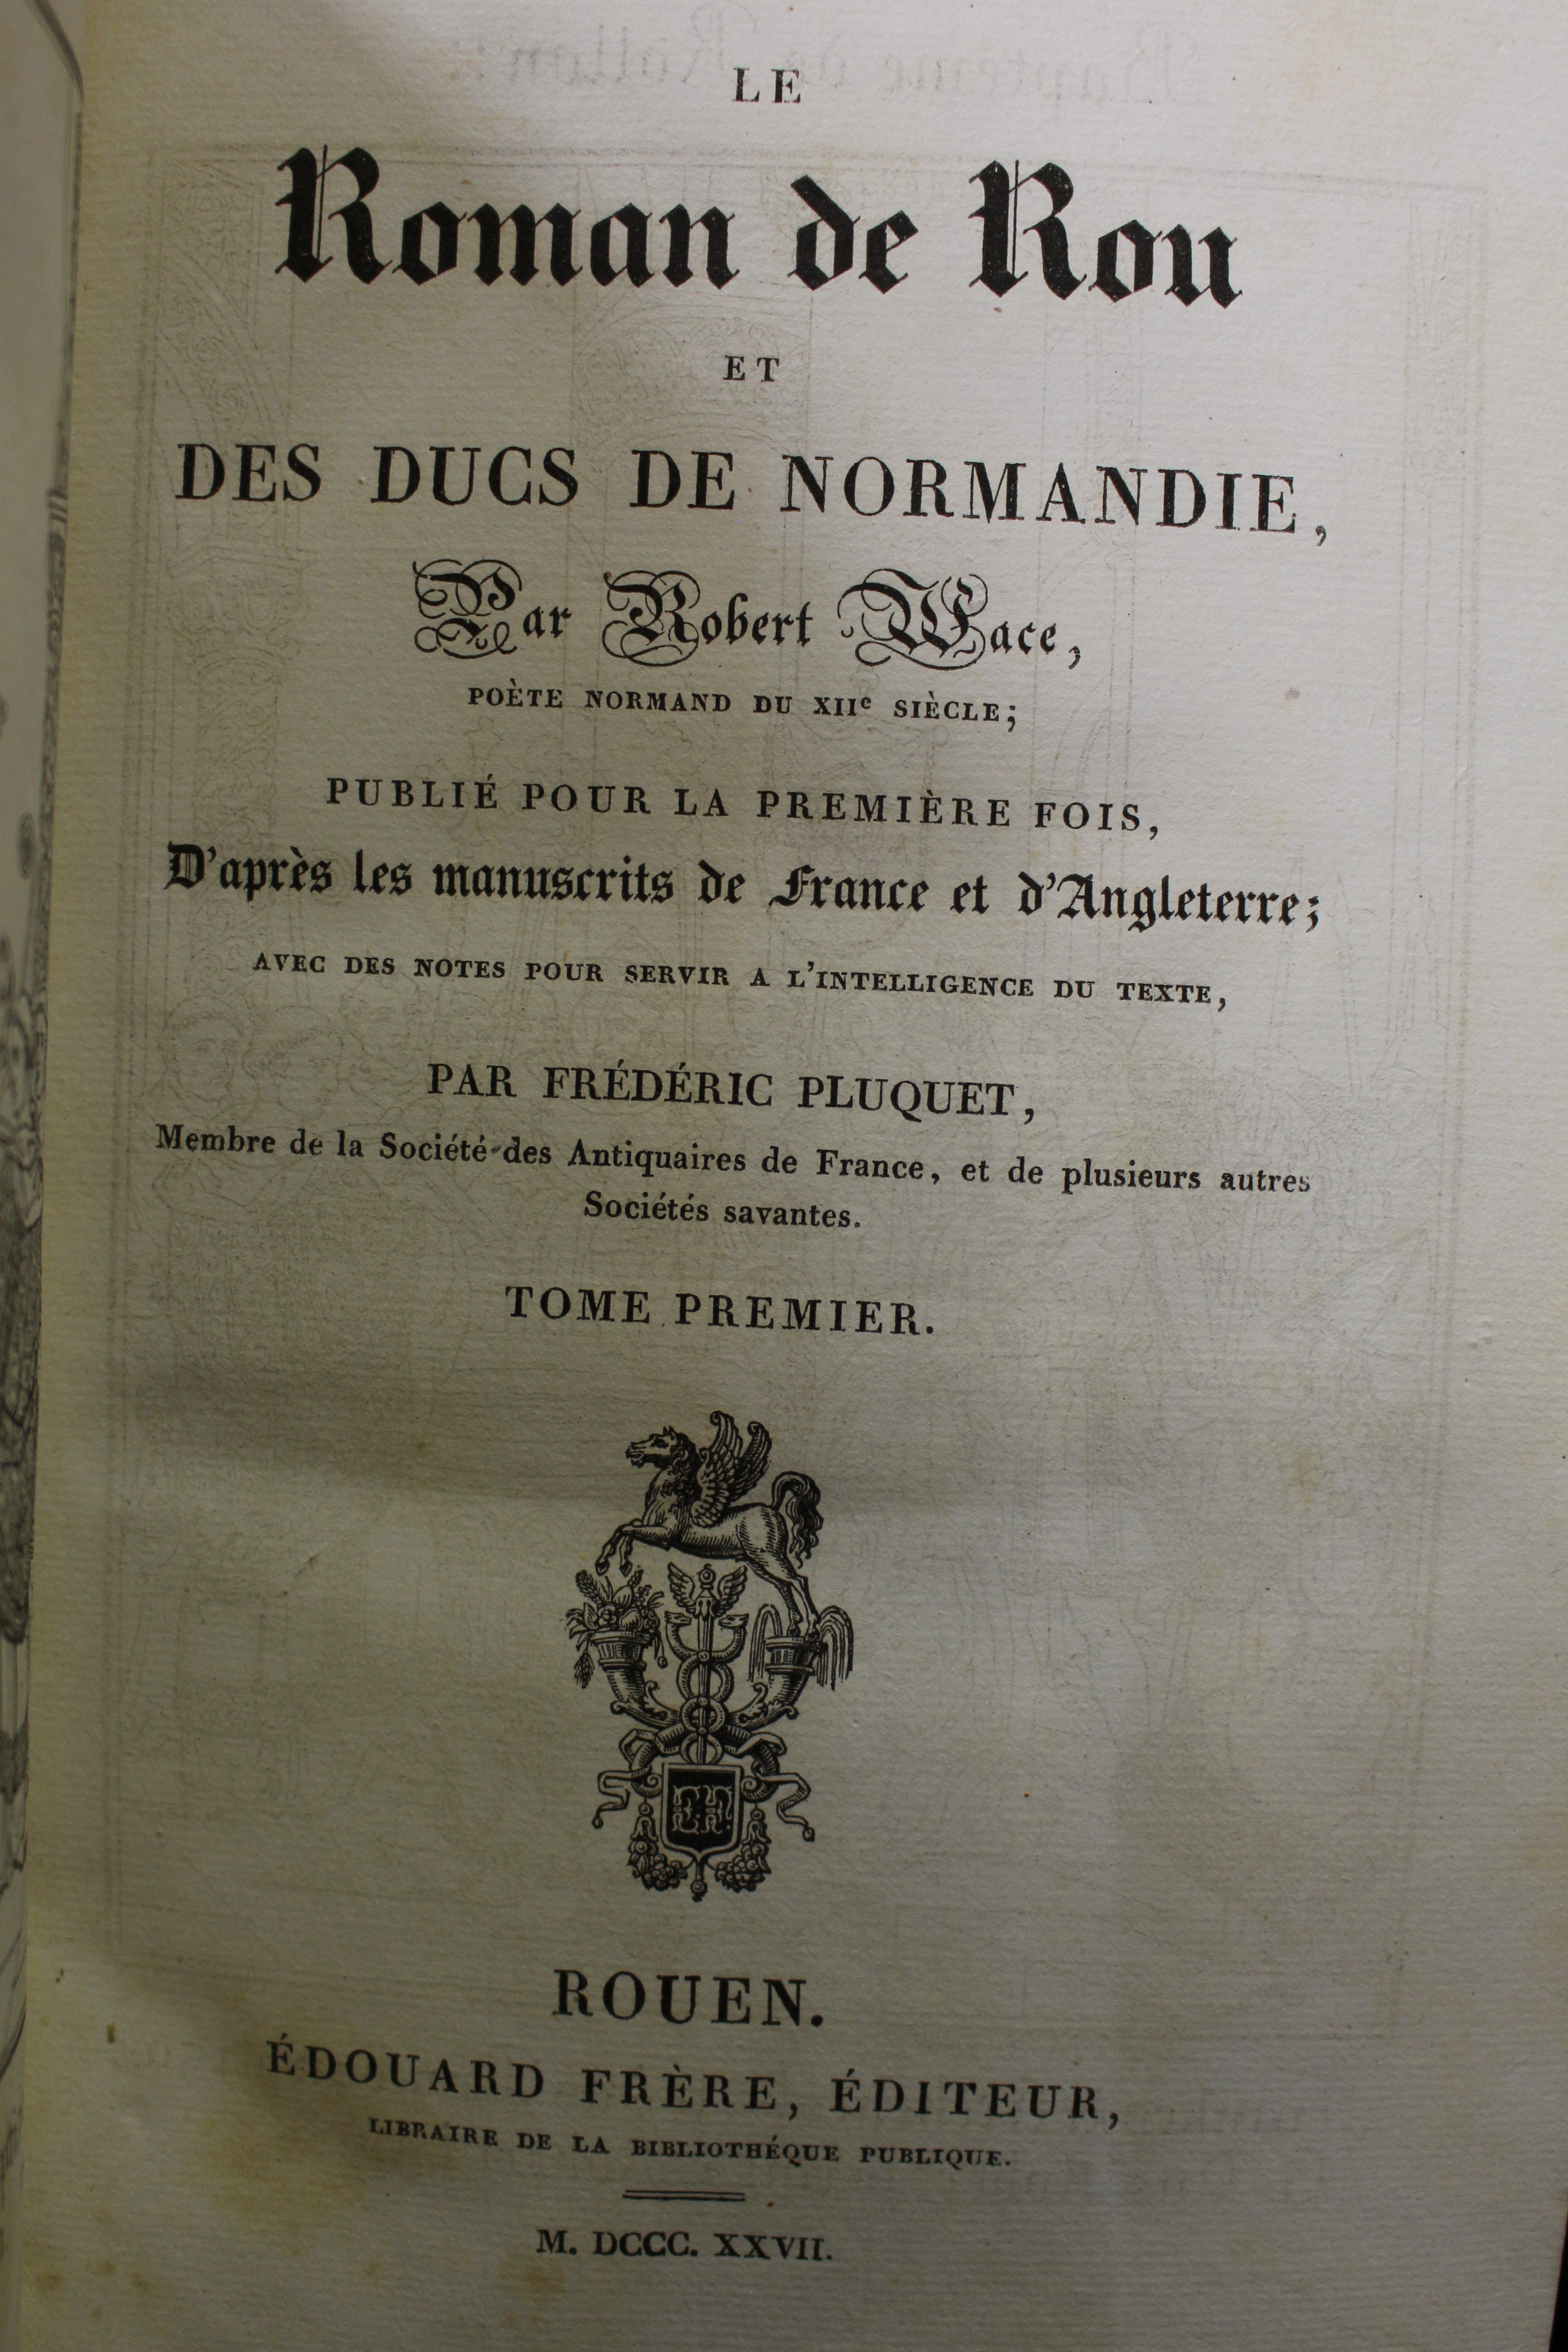 LE
Roman de Rou
ET
DES DUCS DE NORMANDIE,
Par Robert Wace,
POÈTE NORMAND DU XIIe SIÈCLE;
PUBLIÉ POUR LA PREMIÈRE FOIS,
D'après les manuscrits de France et d'Angleterre;
AVEC DES NOTES POUR SERVIR A L'INTELLIGENCE DU TEXTE,
PAR FRÉDÉRIC PLUQUET,
Membre de la Société des Antiquaires de France, et de plusieurs autres
Sociétés savantes.
TOME PREMIER.
ROUEN.
ÉDOUARD FRÈRE, ÉDITEUR,
LIBRAIRE DE LA BIBLIOTHÉQUE PUBLIQUE.
M. DCCC. XXVII.